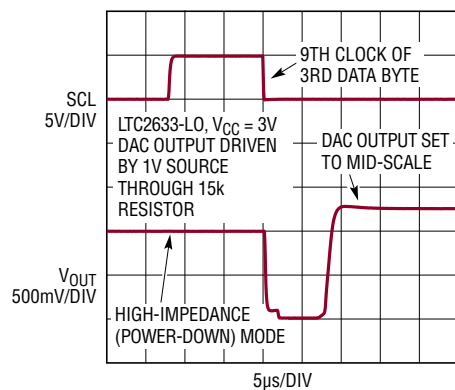 9TH CLOCK OF
3RD DATA BYTE
SCL
5V/DIV
LTC2633-LO, VCC = 3V
DAC OUTPUT DRIVEN
BY 1V SOURCE
THROUGH 15k
RESISTOR
DAC OUTPUT SET
TO MID-SCALE
VOUT
500mV/DIV
HIGH-IMPEDANCE
(POWER-DOWN) MODE
5µs/DIV